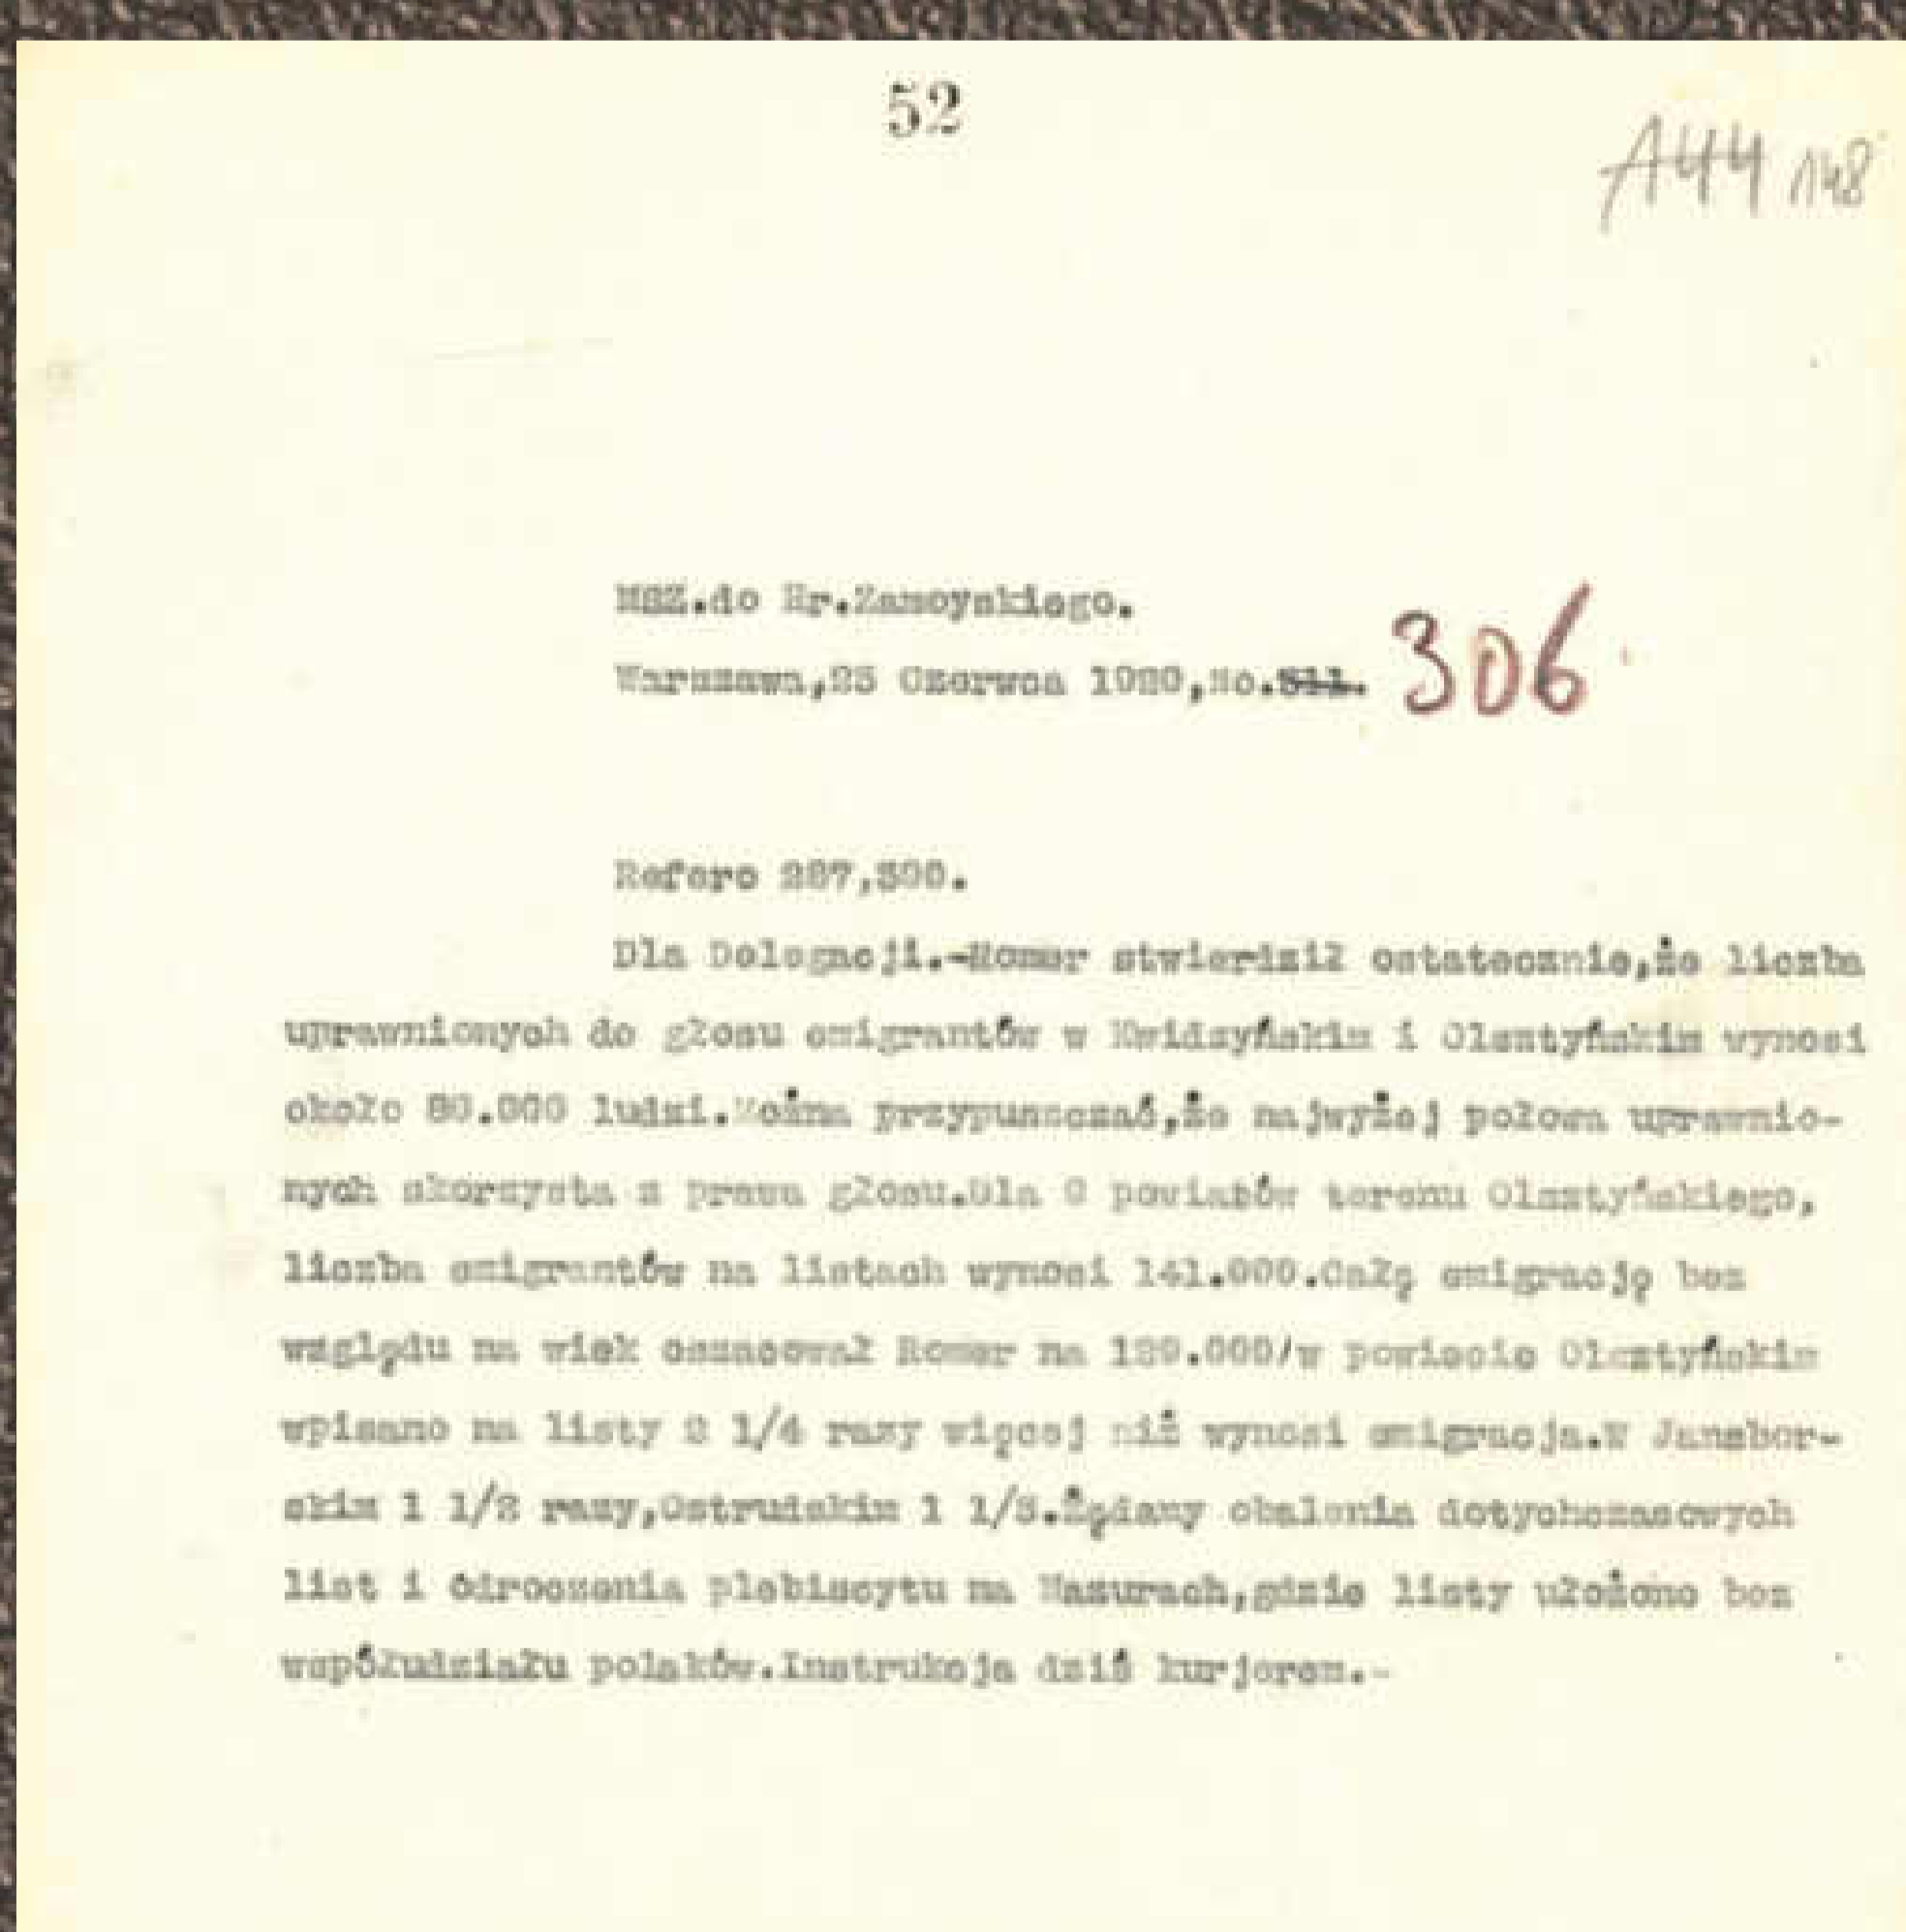 52
A44 148
MSZ.do Hr.Zamoyskiego.
Warszawa,23 Czerwca 1920,No.311. 306
Refero 287,300.
Dla Delegacji.-Romer stwierdził ostatecznie,że liczba
uprawnionych do głosu emigrantów w Kwidzyńskim i Olsztyńskim wynosi
około 80.000 ludzi.Można przypuszczać,że najwyżej połowa uprawnio-
nych skorzysta z prawa głosu.Dla powiatów terenu Olsztyńskiego,
liczba emigrantów na listach wynosi 141.000.Całą emigrację bez
względu na wiek oszacował Romer na /w powiecie Olsztyńskim
wpisano na listy 2 1/4 razy więcej niż wynosi emigracja.W Jansbor-
skim 1 1/2 razy,Ostrudskim 1 1/3.Żądamy obalenia dotychczasowych
list i odroczenia plebiscytu na Mazurach,gdzie listy ułożono bez
współudziału polaków.Instrukcja dziś kurjerem.-